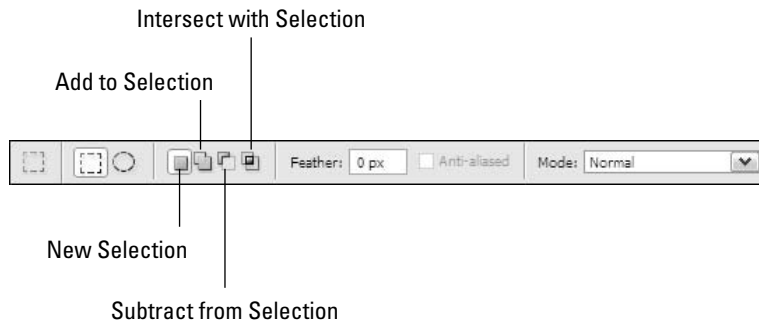 Intersect with Selection
Add to Selection
Feather: 0 px Anti-aliased Mode: Normal
New Selection
Subtract from Selection